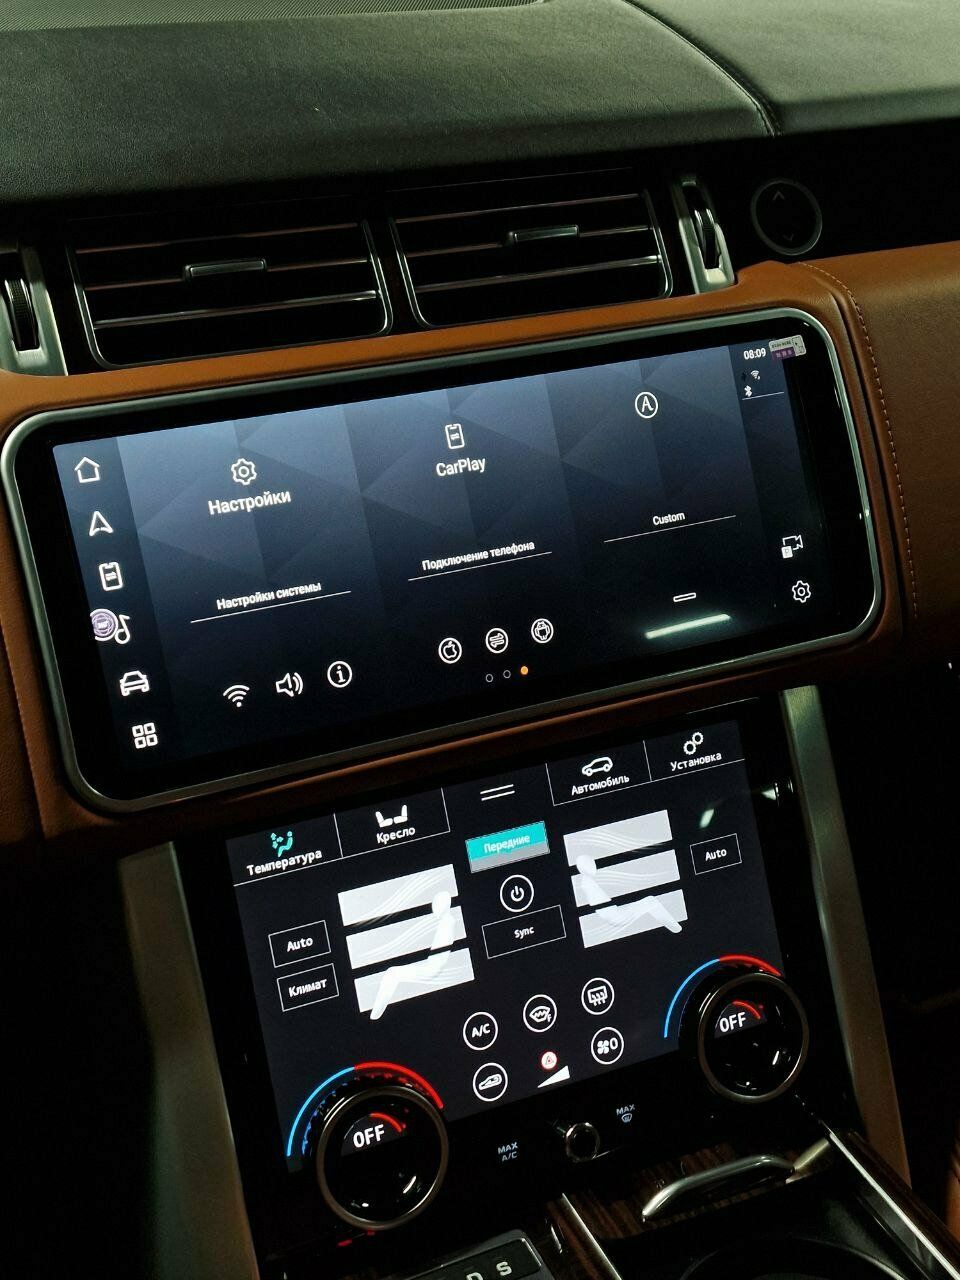 08:09
Настройки
CarPlay
A
Настройки системы
Подключение телефона
Custom
Температура
Кресло
Автомобиль
Установка
Передние
Auto
Auto
Климат
Sync
A/C
OFF
OFF
MAX
A/C
MAX
D S